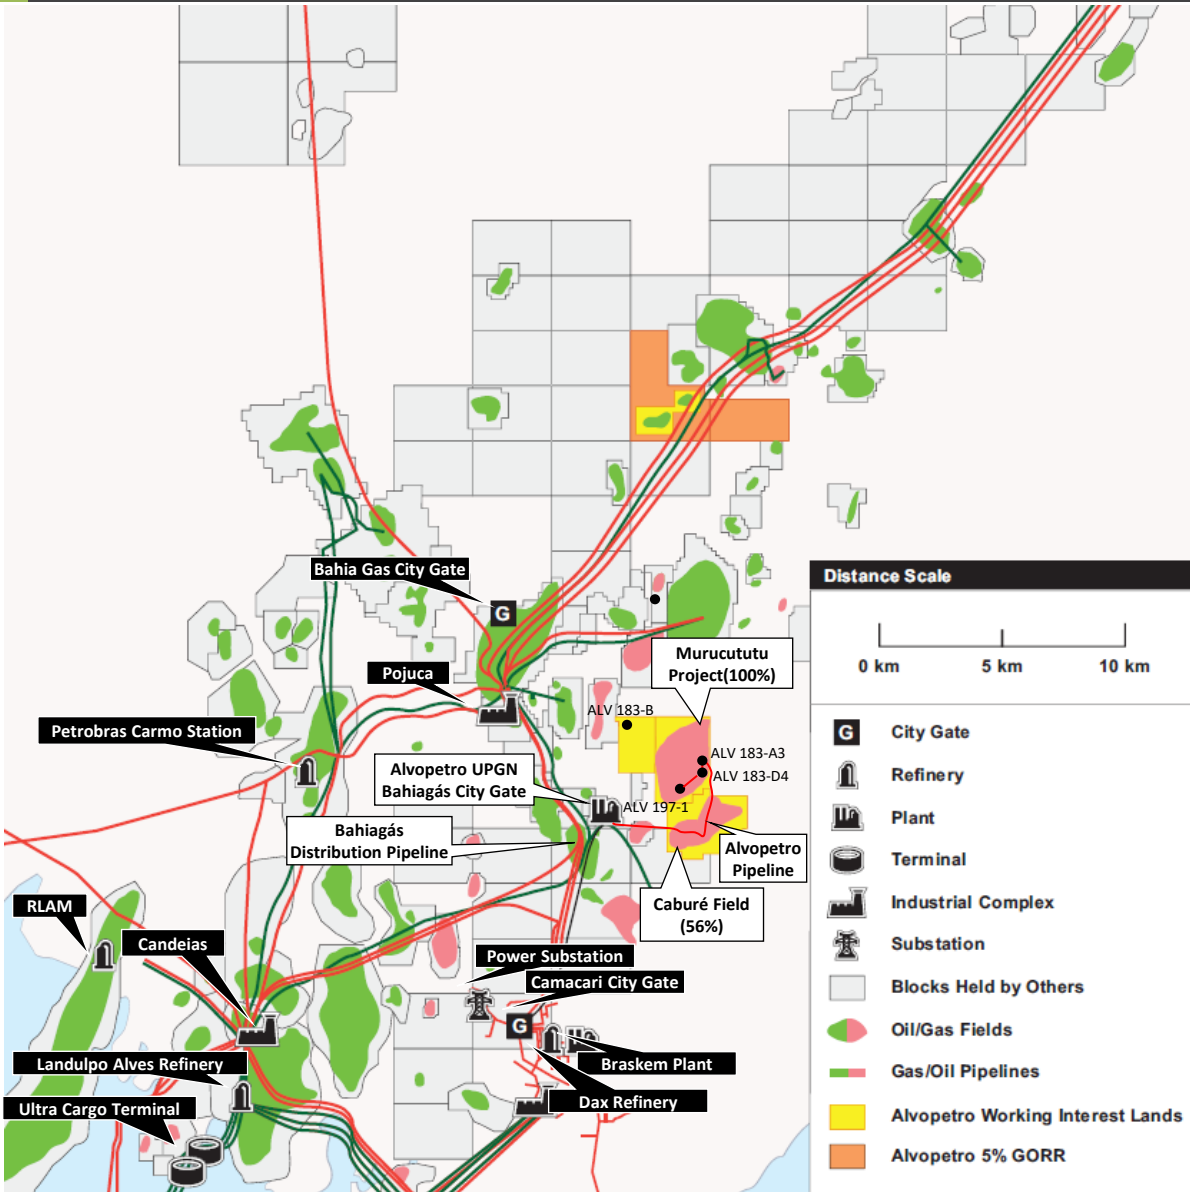 Bahia Gas City Gate
G
Pojuca
Murucututu
Project(100%)
ALV 183-B
Petrobras Carmo Station
ALV 183-A3
ALV 183-D4
Alvopetro UPGN
Bahiagás City Gate
ALV 197-1
Bahiagás
Distribution Pipeline
Alvopetro
Pipeline
Caburé Field
(56%)
RLAM
Candeias
Power Substation
Camacari City Gate
G
Landulpo Alves Refinery
Braskem Plant
Dax Refinery
Ultra Cargo Terminal
Distance Scale
0 km 5 km 10 km
G City Gate
Refinery
Plant
Terminal
Industrial Complex
Substation
Blocks Held by Others
Oil/Gas Fields
Gas/Oil Pipelines
Alvopetro Working Interest Lands
Alvopetro 5% GORR